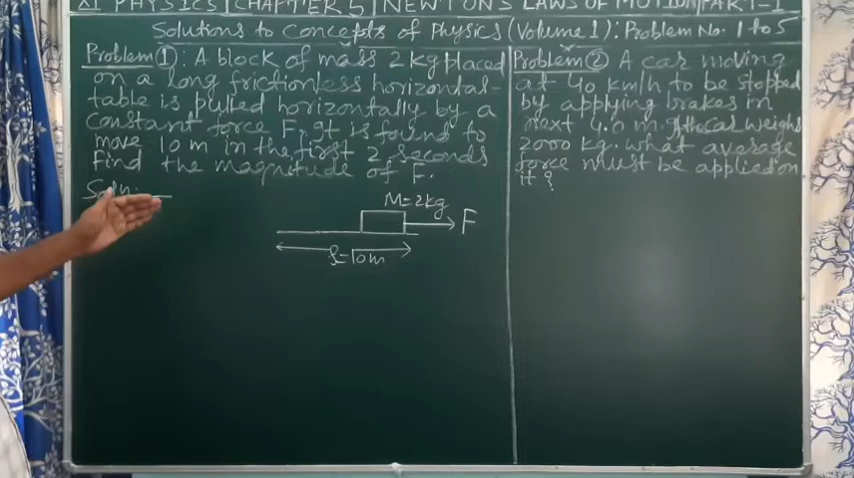 XI PHYSICS | CHAPTER 5 | NEWTON'S LAWS OF MOTION | PART-1
Solutions to Concepts of Physics (Volume 1): Problem No. 1 to 5
Problem 1: A block of mass 2 kg placed
on a long frictionless horizontal
table is pulled horizontally by a
constant force F. It is found to
move 10 m in the first 2 seconds
Find the magnitude of F.
Soln:
M=2kg
F
S=10m
Problem 2 A car moving
at 40 km/h to be stopped
by applying brakes in
next 4.0 m. If the car weighs
2000 kg. what average
force must be applied on
it ?